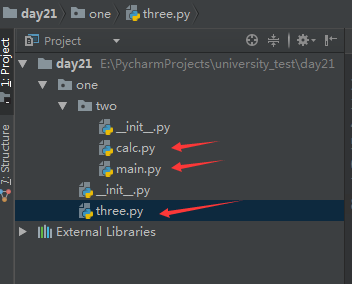 day21 one three.py
1: Project
Project
day21 E:\PycharmProjects\university_test\day21
one
two
__init__.py
calc.py
main.py
__init__.py
three.py
External Libraries
7: Structure